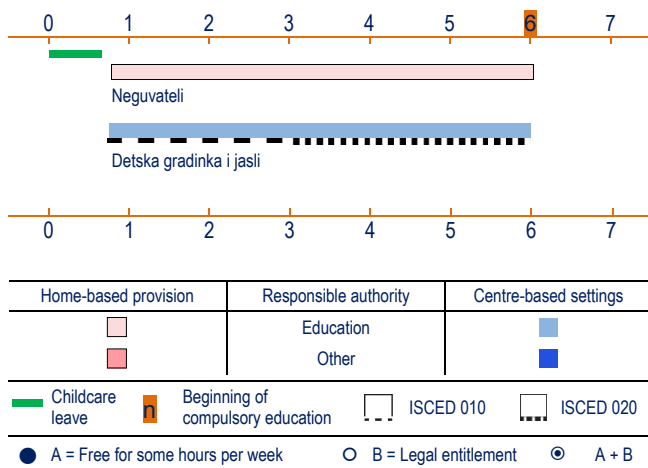 0 1 2 3 4 5 6 7
n
Neguvateli
Detska gradinka i jasli
0 1 2 3 4 5 6 7
Home-based provision Responsible authority Centre-based settings
Education
Other
Childcare leave
n Beginning of compulsory education
ISCED 010
ISCED 020
A = Free for some hours per week B = Legal entitlement A + B